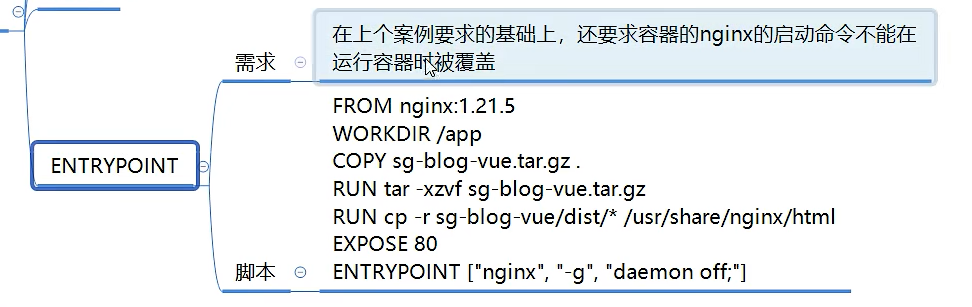 需求
在上个案例要求的基础上，还要求容器的nginx的启动命令不能在
运行容器时被覆盖
ENTRYPOINT
脚本
FROM nginx:1.21.5
WORKDIR /app
COPY sg-blog-vue.tar.gz .
RUN tar -xzvf sg-blog-vue.tar.gz
RUN cp -r sg-blog-vue/dist/* /usr/share/nginx/html
EXPOSE 80
ENTRYPOINT ["nginx", "-g", "daemon off;"]